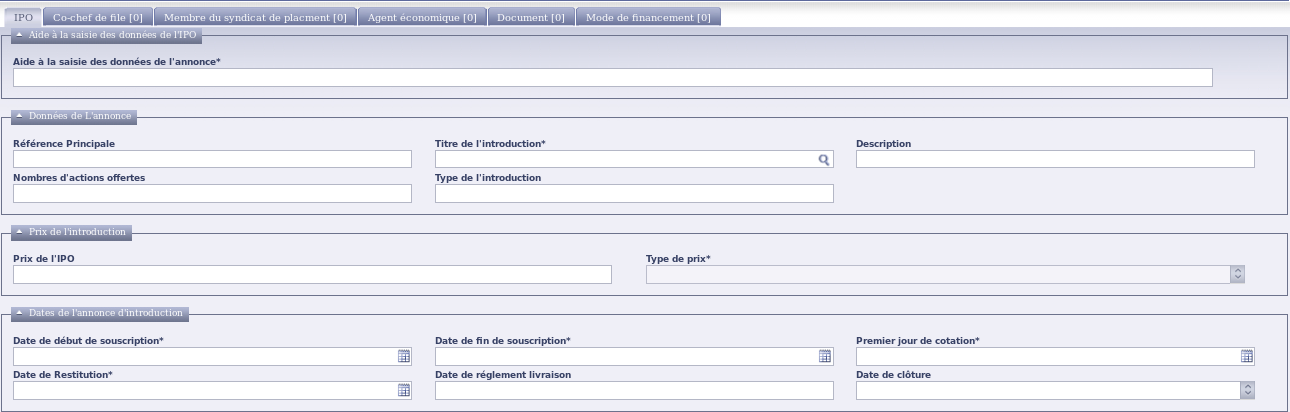 IPO Co-chef de file [0] Membre du syndicat de placment [0] Agent économique [0] Document [0] Mode de financement [0]
Aide à la saisie des données de l'IPO
Aide à la saisie des données de l'annonce*
Données de L'annonce
Référence Principale Titre de l'introduction* Description
Nombres d'actions offertes Type de l'introduction
Prix de l'introduction
Prix de l'IPO Type de prix*
Dates de l'annonce d'introduction
Date de début de souscription* Date de fin de souscription* Premier jour de cotation*
Date de Restitution* Date de réglement livraison Date de clôture